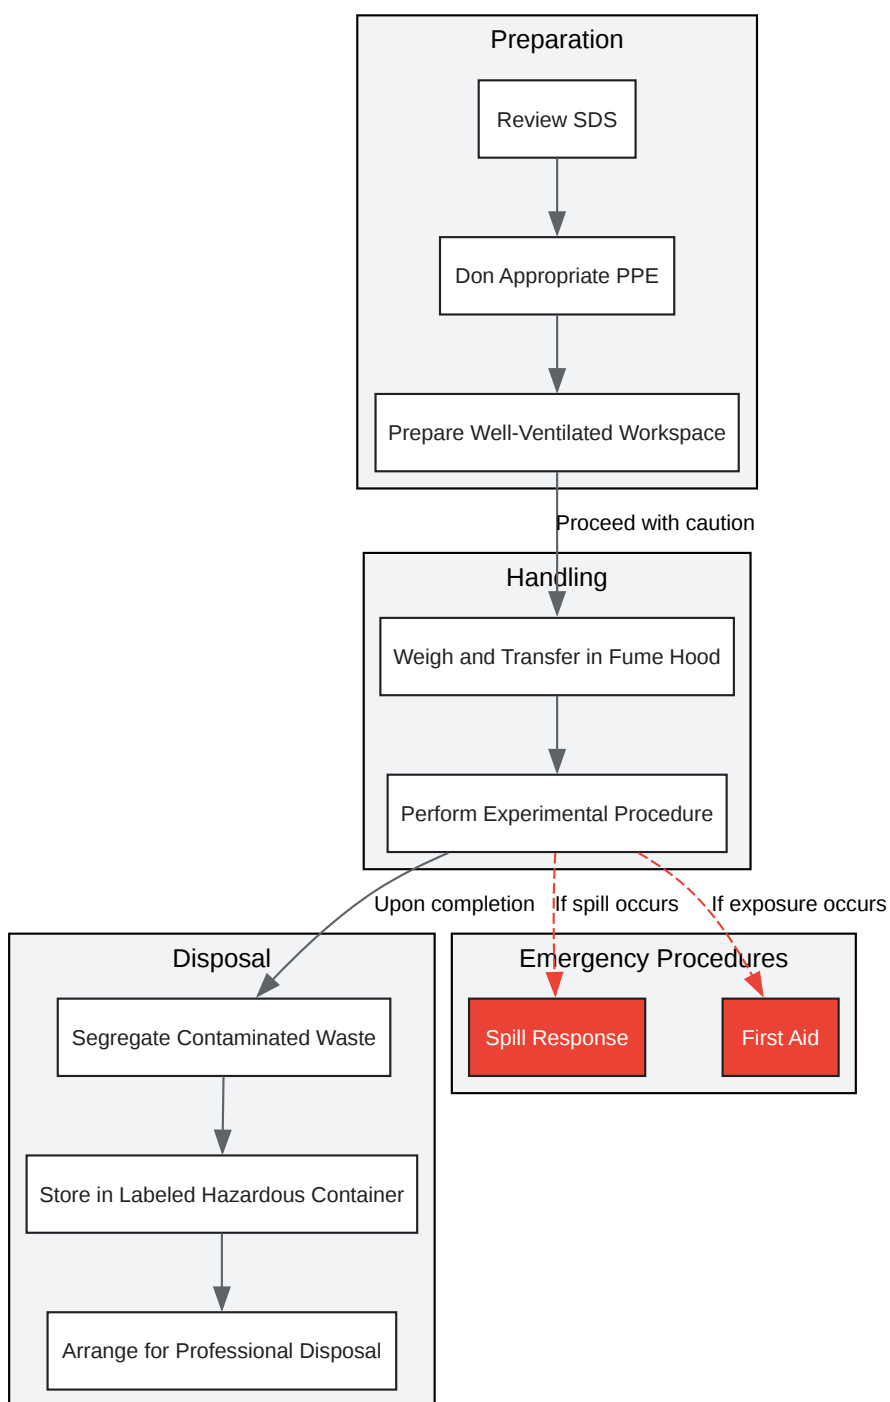 Preparation
Review SDS
Don Appropriate PPE
Prepare Well-Ventilated Workspace
Proceed with caution
Handling
Weigh and Transfer in Fume Hood
Perform Experimental Procedure
Upon completion
If spill occurs
If exposure occurs
Disposal
Segregate Contaminated Waste
Store in Labeled Hazardous Container
Arrange for Professional Disposal
Emergency Procedures
Spill Response
First Aid